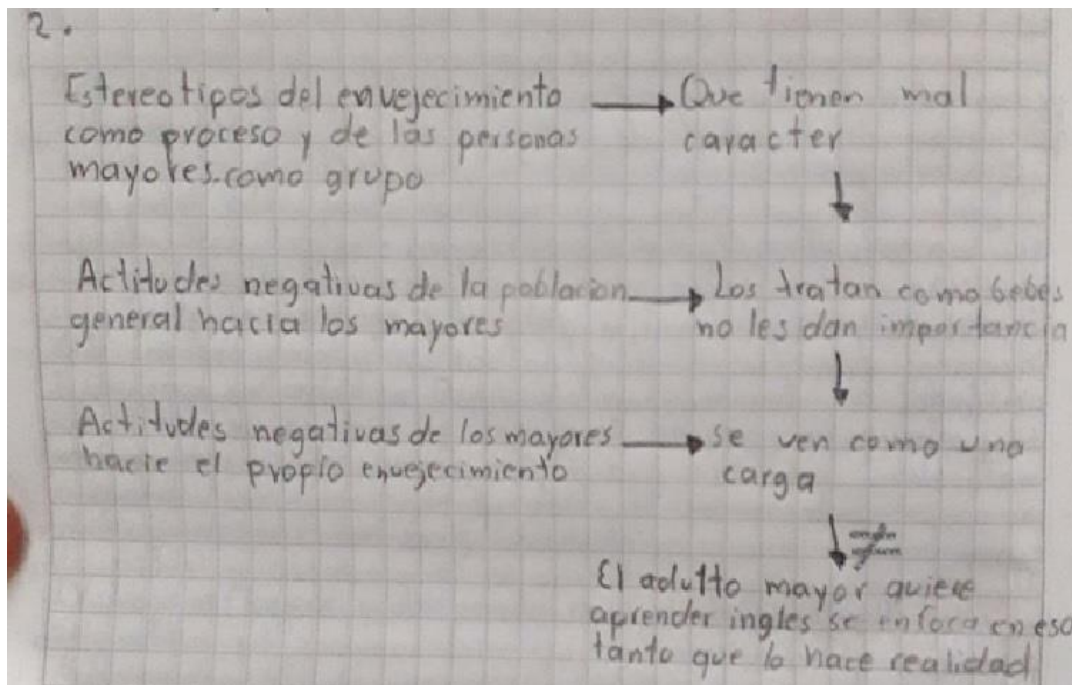 2.
Estereotipos del envejecimiento
como proceso y de las personas
mayores.como grupo
Que tienen mal
caracter
Actitudes negativas de la poblacion
general hacia los mayores
Los tratan como bebes
no les dan importancia
Actitudes negativas de los mayores
hacie el propio envejecimiento
se ven como una
carga
El adulto mayor quiere
aprender ingles se enfoca en eso
tanto que lo hace realidad